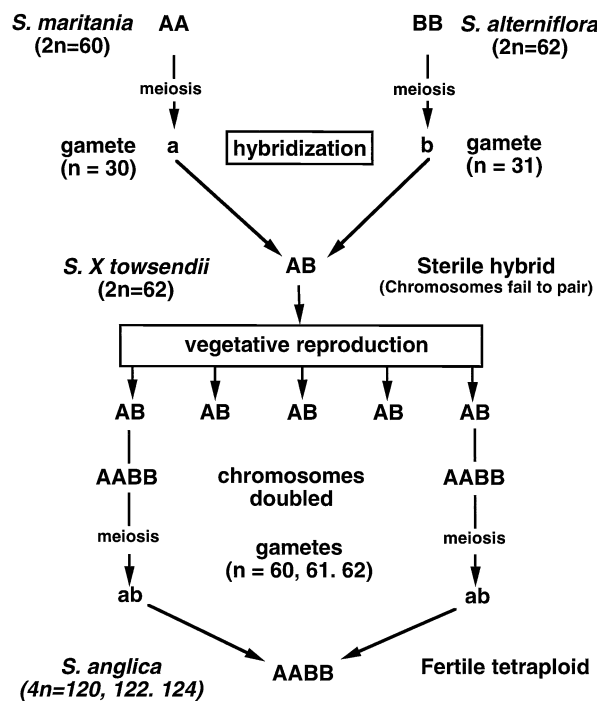 S. maritania AA BB S. alterniflora
(2n=60) (2n=62)
meiosis meiosis
gamete a hybridization b gamete
(n = 30) (n = 31)
S. X towsendii AB Sterile hybrid
(2n=62) (Chromosomes fail to pair)
vegetative reproduction
AB AB AB AB AB
AABB chromosomes AABB
doubled
meiosis meiosis
gametes
(n = 60, 61. 62)
ab ab
S. anglica AABB Fertile tetraploid
(4n=120, 122. 124)